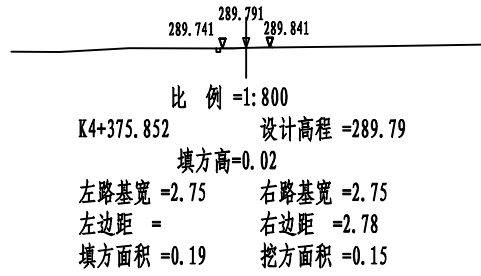 289.791
289.741 289.841
比 例 =1:800
K4+375.852 设计高程 =289.79
填方高=0.02
左路基宽 =2.75 右路基宽 =2.75
左边距 = 右边距 =2.78
填方面积 =0.19 挖方面积 =0.15